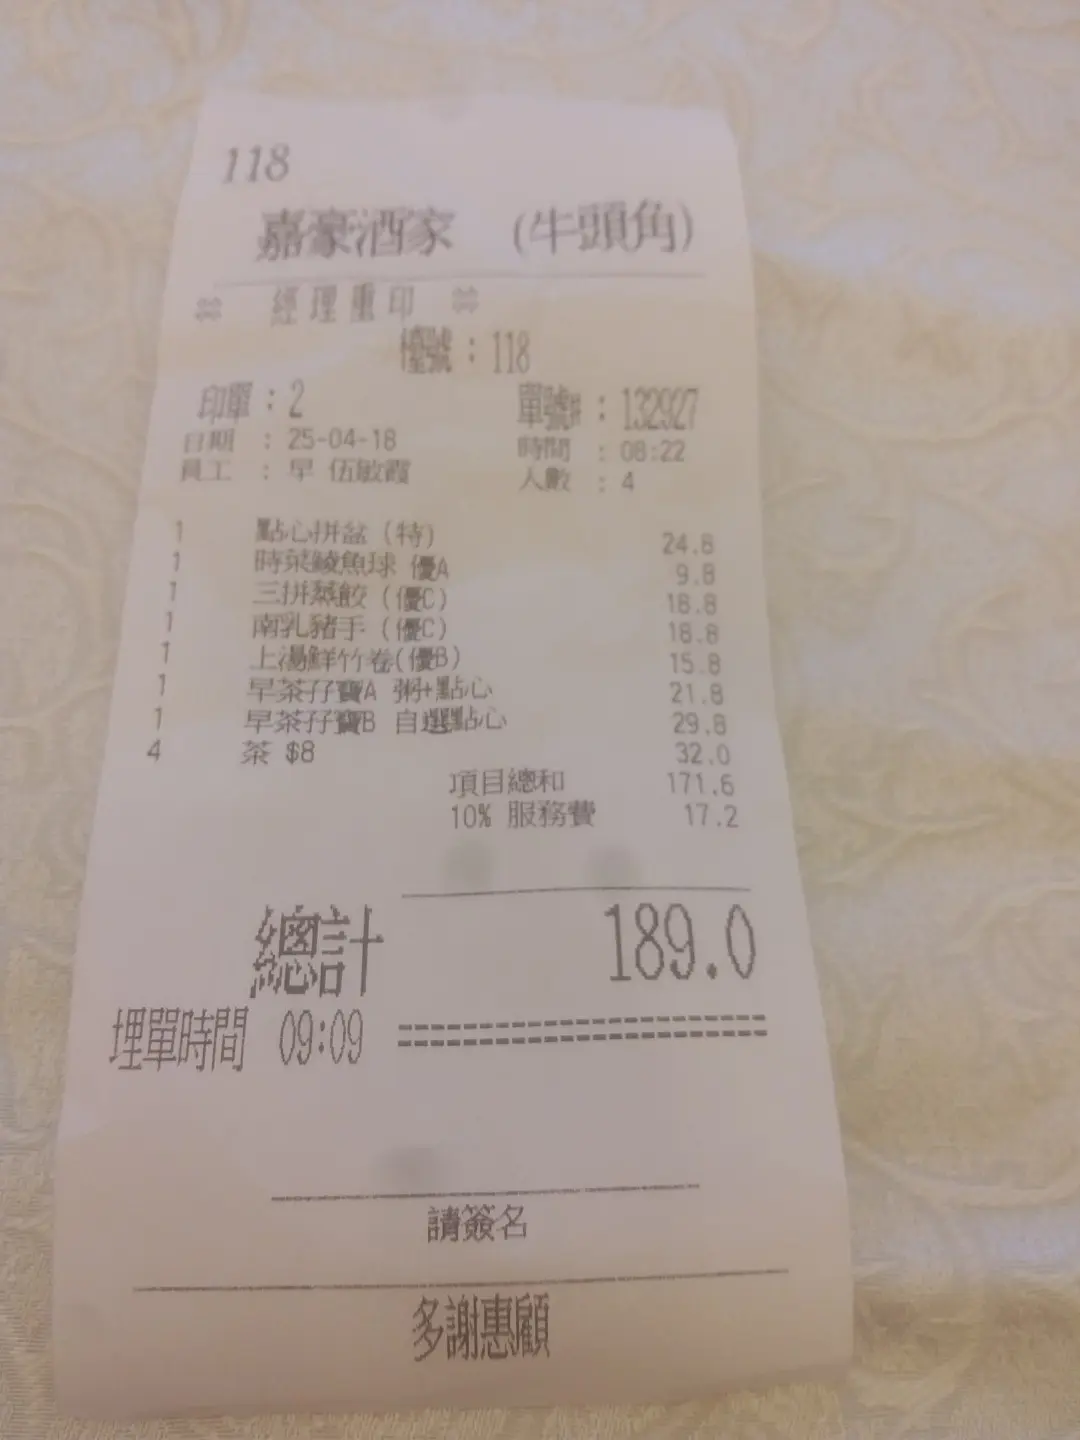 118
嘉豪酒家 (牛頭角)
## 經理重印 ##
檯號：118
印單：2 單號#：132927
日期 ：25-04-18 時間 ：08:22
員工 ：早 伍敏霞 人數 ：4
1 點心拼盆(特) 24.8
1 時菜鯪魚球 優A 9.8
1 三拼蒸餃(優C) 18.8
1 南乳豬手(優C) 18.8
1 上湯鮮竹卷(優B) 15.8
1 早茶孖寶A 粥+點心 21.8
1 早茶孖寶B 自選點心 29.8
4 茶 $8 32.0
項目總和 171.6
10% 服務費 17.2
總計 189.0
埋單時間 09:09
請簽名
多謝惠顧